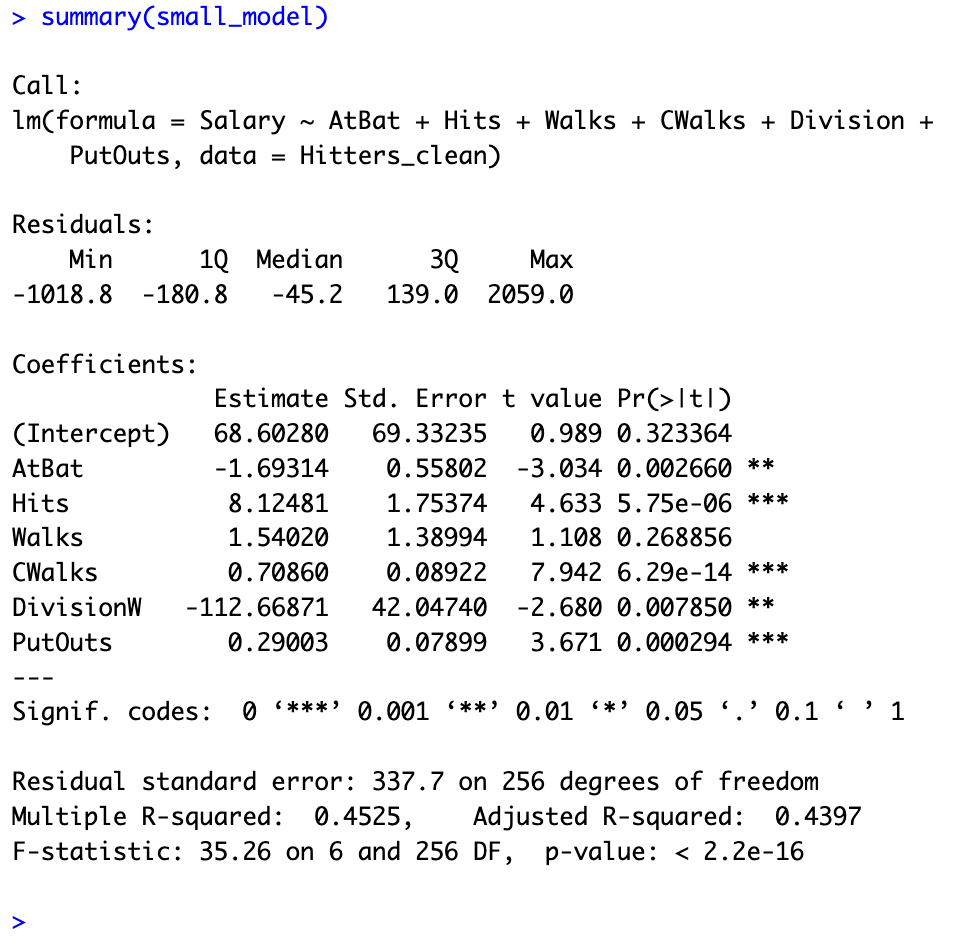 > summary(small_model)

Call:
lm(formula = Salary ~ AtBat + Hits + Walks + CWalks + Division +
    PutOuts, data = Hitters_clean)

Residuals:
    Min      1Q  Median      3Q     Max
-1018.8  -180.8   -45.2   139.0  2059.0

Coefficients:
              Estimate Std. Error t value Pr(>|t|)
(Intercept)   68.60280   69.33235   0.989 0.323364
AtBat         -1.69314    0.55802  -3.034 0.002660 **
Hits           8.12481    1.75374   4.633 5.75e-06 ***
Walks          1.54020    1.38994   1.108 0.268856
CWalks         0.70860    0.08922   7.942 6.29e-14 ***
DivisionW   -112.66871   42.04740  -2.680 0.007850 **
PutOuts        0.29003    0.07899   3.671 0.000294 ***
---
Signif. codes:  0 ‘***’ 0.001 ‘**’ 0.01 ‘*’ 0.05 ‘.’ 0.1 ‘ ’ 1

Residual standard error: 337.7 on 256 degrees of freedom
Multiple R-squared:  0.4525,    Adjusted R-squared:  0.4397
F-statistic: 35.26 on 6 and 256 DF,  p-value: < 2.2e-16

>